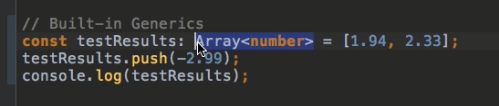 // Built-in Generics
const testResults: Array<number> = [1.94, 2.33];
testResults.push(-2.99);
console.log(testResults);